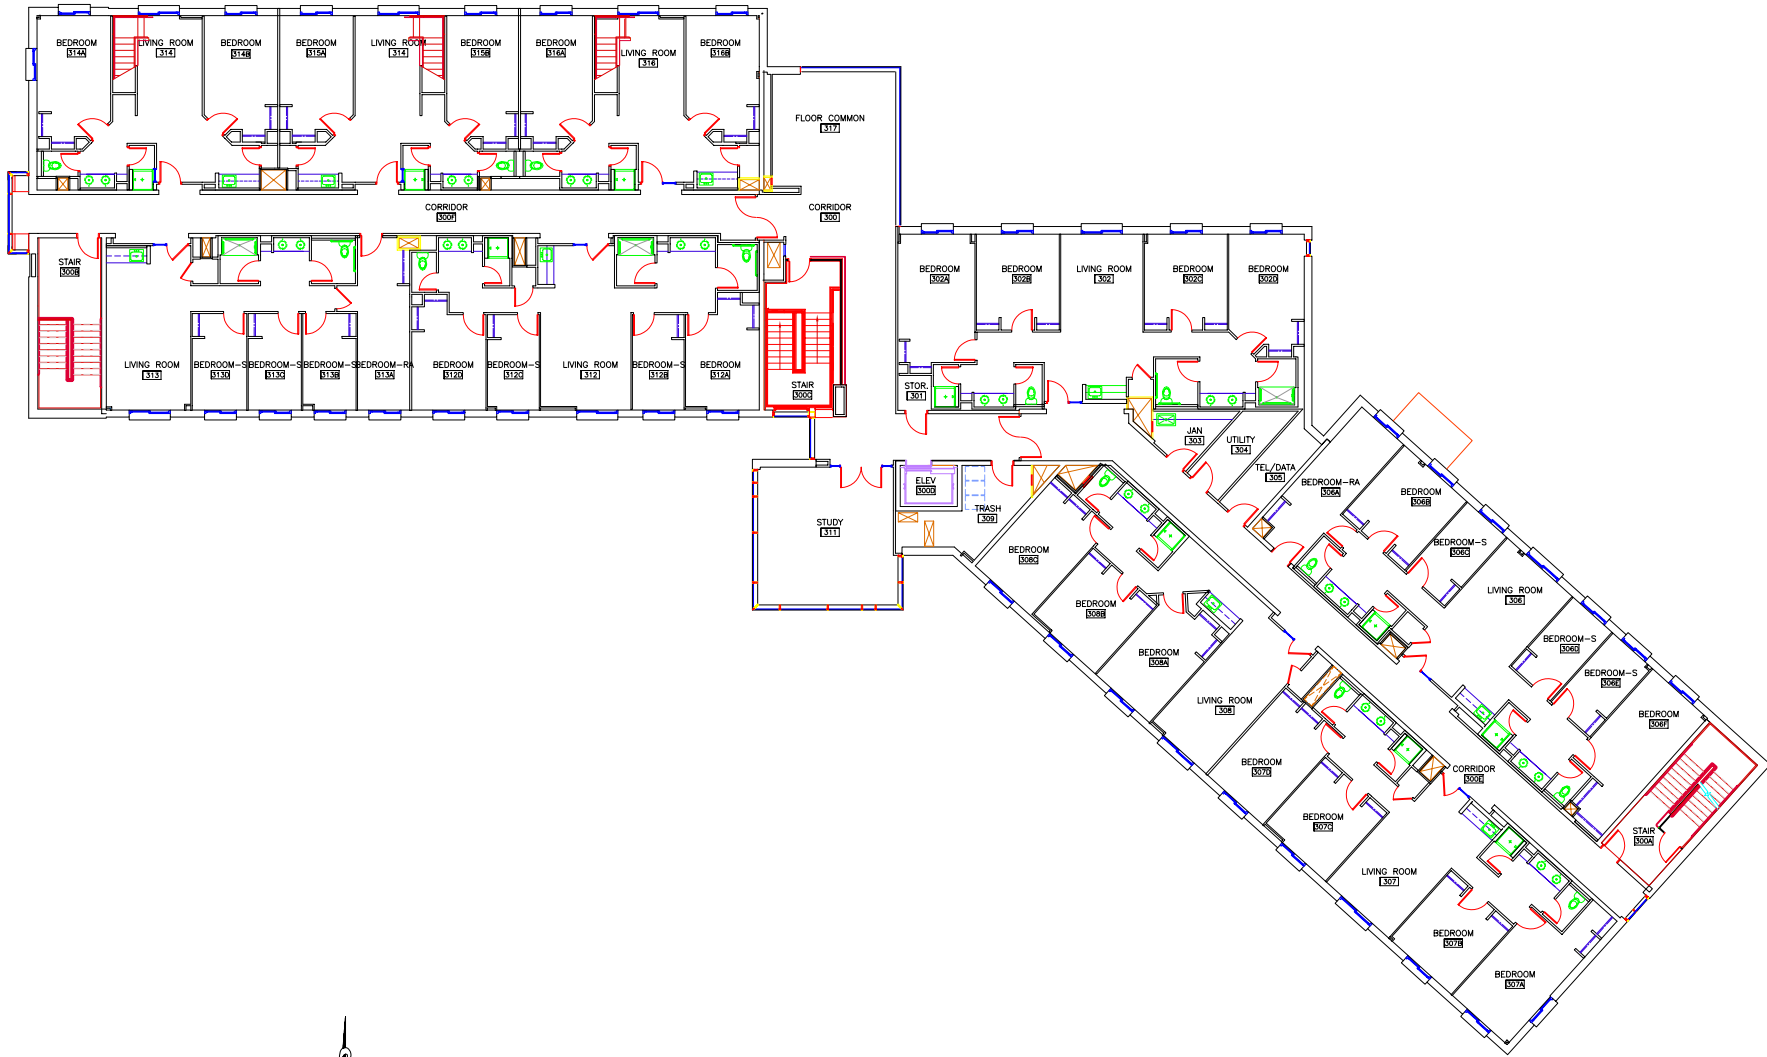 BEDROOM
314A
LIVING ROOM
314
BEDROOM
314B
BEDROOM
315A
LIVING ROOM
314
BEDROOM
315B
BEDROOM
316A
LIVING ROOM
316
BEDROOM
316B
FLOOR COMMON
317
CORRIDOR
300F
CORRIDOR
300
STAIR
300B
LIVING ROOM
313
BEDROOM-S
313D
BEDROOM-S
313C
BEDROOM-S
313B
BEDROOM-RA
313A
BEDROOM
312D
BEDROOM-S
312C
LIVING ROOM
312
BEDROOM-S
312B
BEDROOM
312A
STAIR
300C
BEDROOM
302A
BEDROOM
302B
LIVING ROOM
302
BEDROOM
302C
BEDROOM
302D
STOR.
301
JAN
303
UTILITY
304
TEL/DATA
305
ELEV
300D
TRASH
309
STUDY
311
BEDROOM-RA
306A
BEDROOM
306B
BEDROOM-S
306C
LIVING ROOM
306
BEDROOM-S
306D
BEDROOM-S
306E
BEDROOM
306F
BEDROOM
308C
BEDROOM
308B
BEDROOM
308A
LIVING ROOM
308
BEDROOM
307D
BEDROOM
307C
CORRIDOR
300E
STAIR
300A
LIVING ROOM
307
BEDROOM
307B
BEDROOM
307A